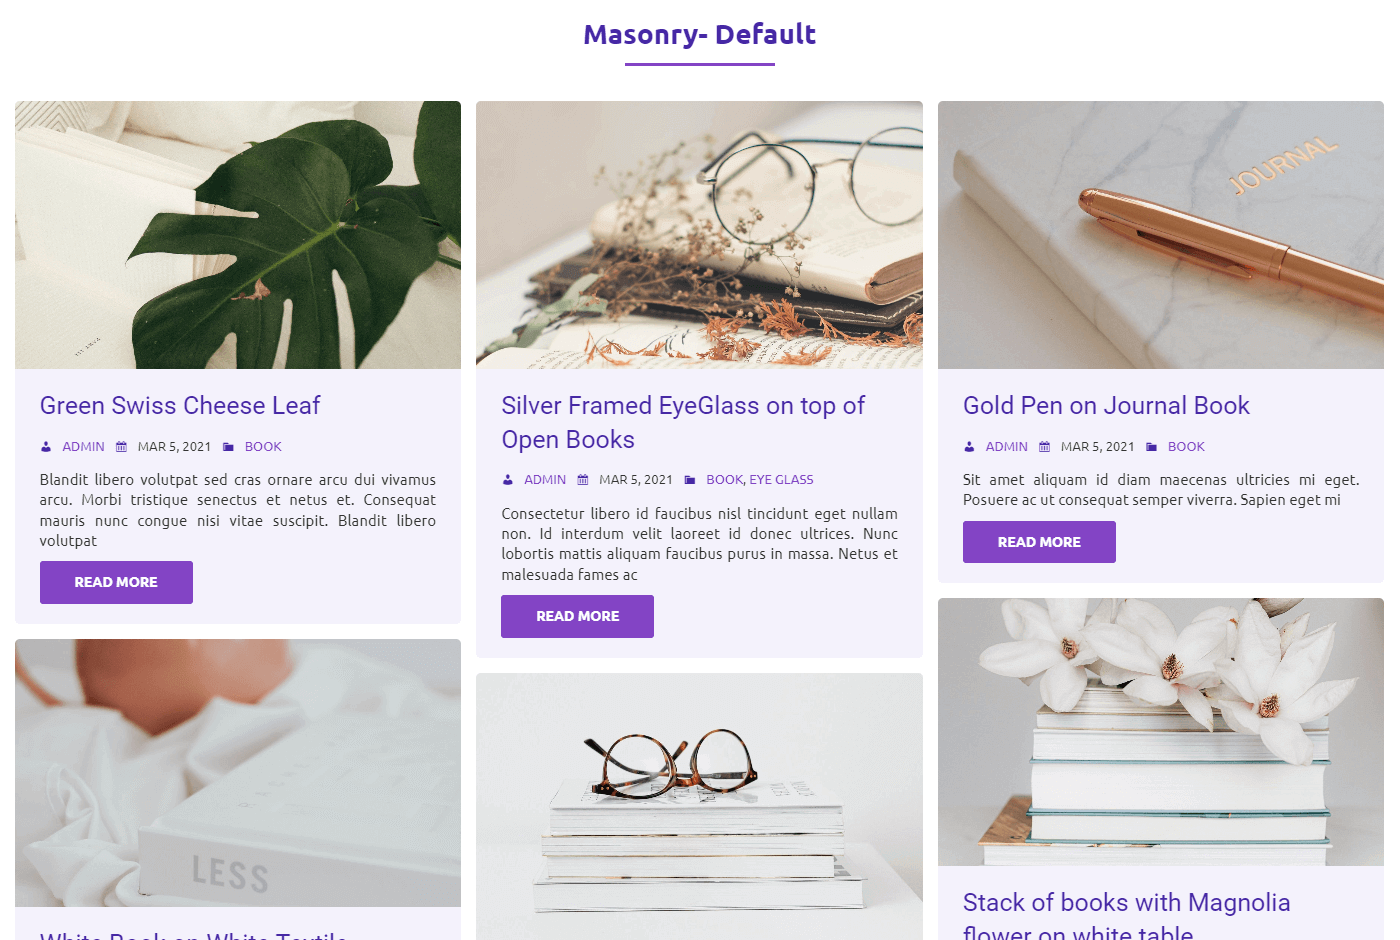 Masonry- Default
JOURNAL
Green Swiss Cheese Leaf
ADMIN MAR 5, 2021 BOOK
Blandit libero volutpat sed cras ornare arcu dui vivamus
arcu. Morbi tristique senectus et netus et. Consequat
mauris nunc congue nisi vitae suscipit. Blandit libero
volutpat
READ MORE
Silver Framed EyeGlass on top of
Open Books
ADMIN MAR 5, 2021 BOOK, EYE GLASS
Consectetur libero id faucibus nisl tincidunt eget nullam
non. Id interdum velit laoreet id donec ultrices. Nunc
lobortis mattis aliquam faucibus purus in massa. Netus et
malesuada fames ac
READ MORE
Gold Pen on Journal Book
ADMIN MAR 5, 2021 BOOK
Sit amet aliquam id diam maecenas ultricies mi eget.
Posuere ac ut consequat semper viverra. Sapien eget mi
READ MORE
LESS
White Book on White Textile
Stack of books with Magnolia
flower on white table